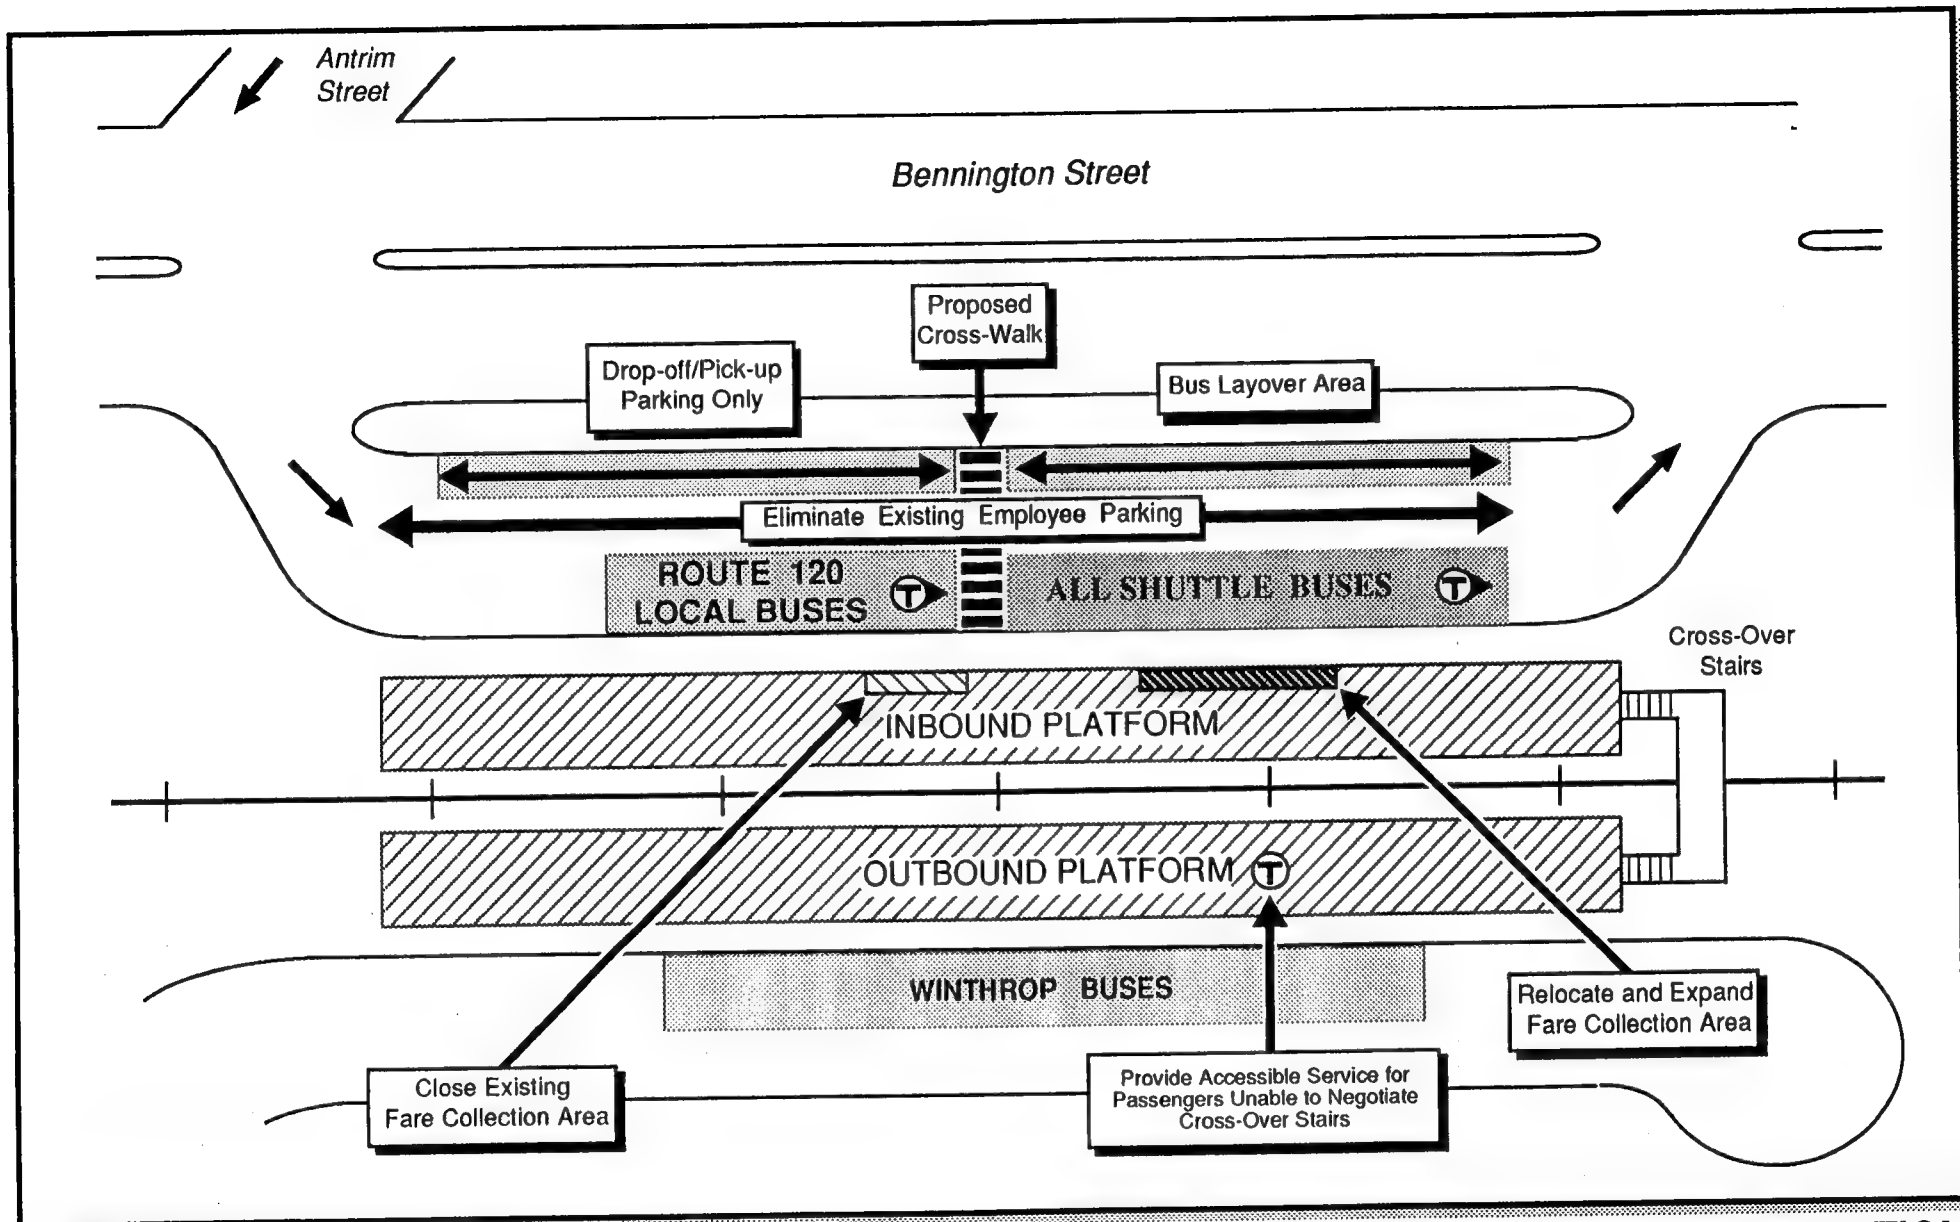 Antrim
Street
Bennington Street
Proposed
Cross-Walk
Drop-off/Pick-up
Parking Only
Bus Layover Area
Eliminate Existing Employee Parking
ROUTE 120
LOCAL BUSES
T
ALL SHUTTLE BUSES
T
Cross-Over
Stairs
INBOUND PLATFORM
OUTBOUND PLATFORM
T
WINTHROP BUSES
Relocate and Expand
Fare Collection Area
Close Existing
Fare Collection Area
Provide Accessible Service for
Passengers Unable to Negotiate
Cross-Over Stairs